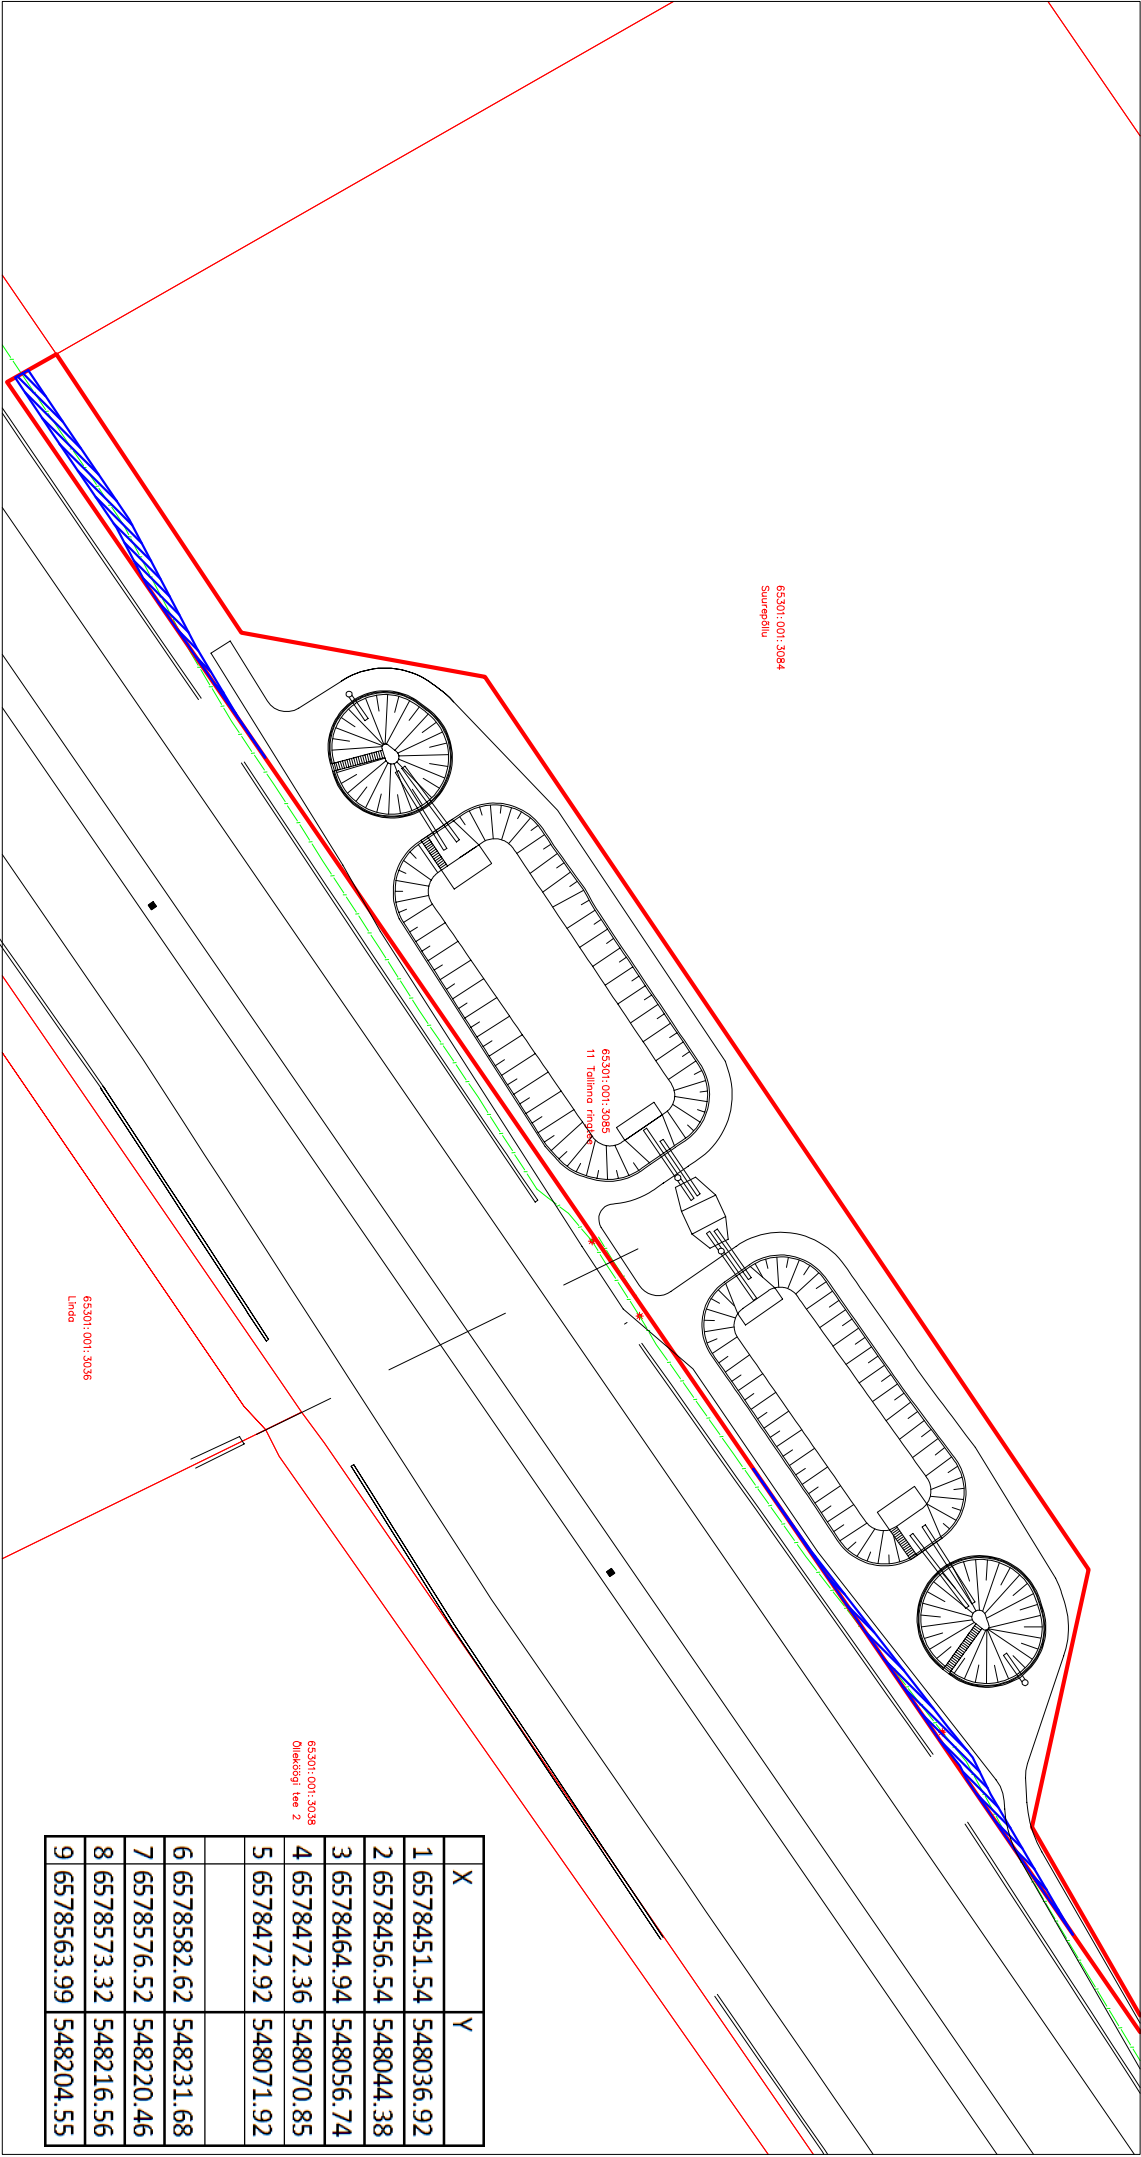 65301:001:3084
Suurepõllu
65301:001:3085
11 Tallinna ringtee
65301:001:3036
Linda
65301:001:3038
Õlleköögi tee 2
X Y
1 6578451.54 548036.92
2 6578456.54 548044.38
3 6578464.94 548056.74
4 6578472.36 548070.85
5 6578472.92 548071.92
6 6578582.62 548231.68
7 6578576.52 548220.46
8 6578573.32 548216.56
9 6578563.99 548204.55